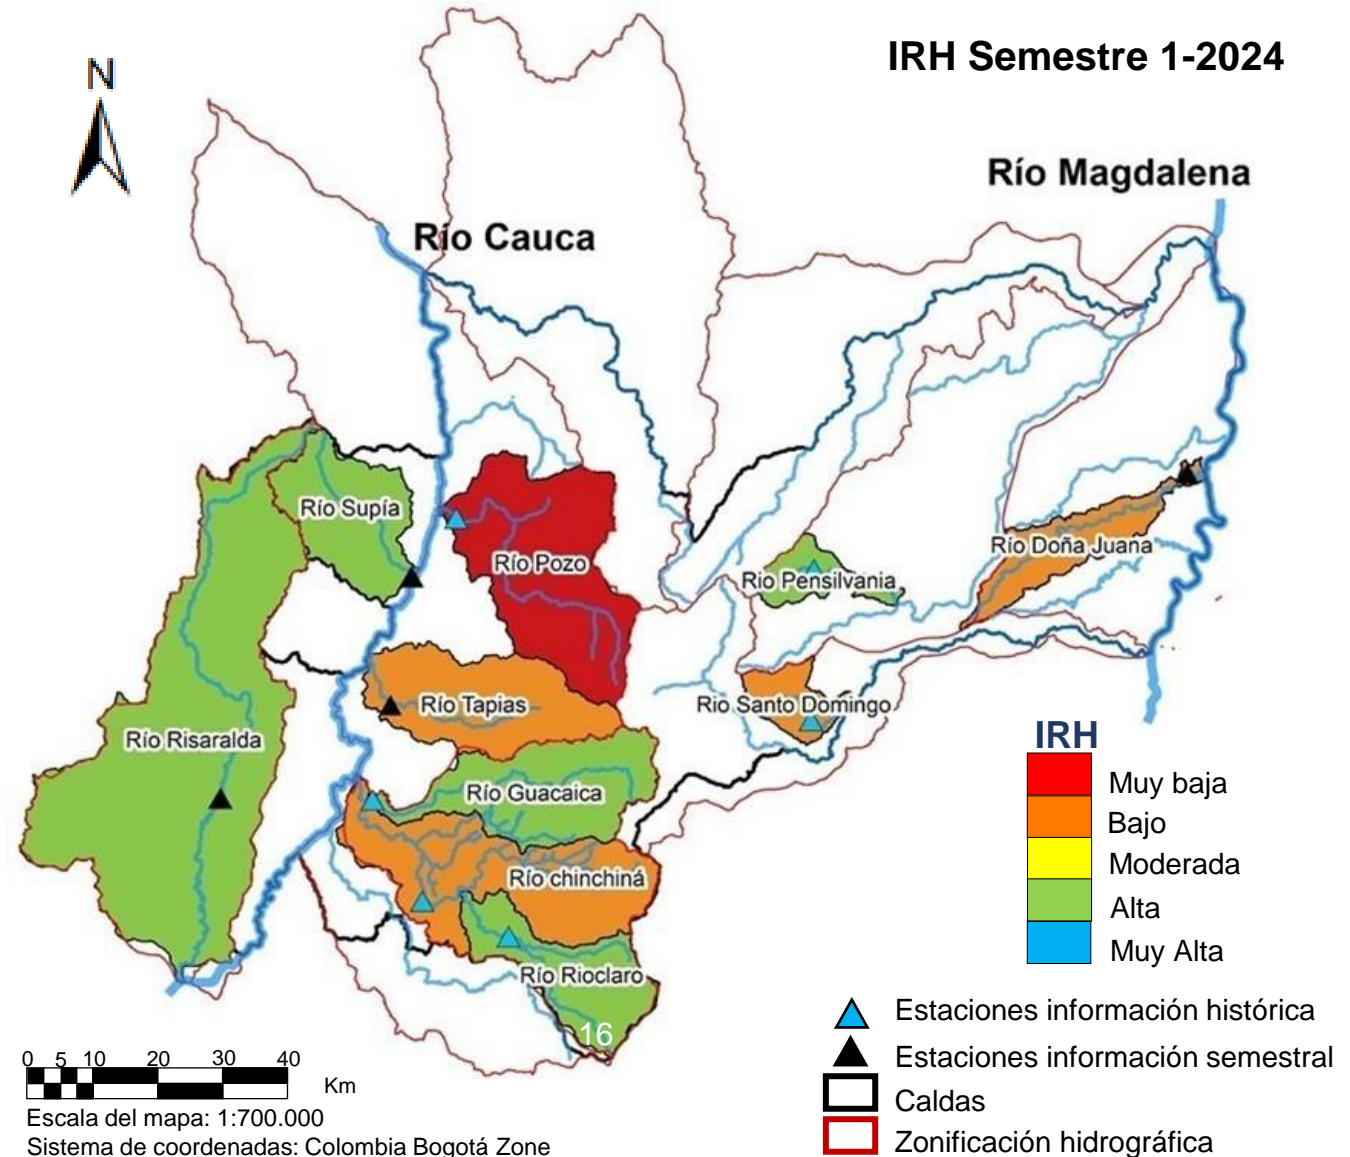 IRH Semestre 1-2024
N
Río Magdalena
Río Cauca
Río Supía
Río Pozo
Río Doña Juana
Rio Pensilvania
Río Tapias
Rio Santo Domingo
Río Risaralda
Río Guacaica
Río chinchiná
Río Rioclaro
16
IRH
Muy baja
Bajo
Moderada
Alta
Muy Alta
Estaciones información histórica
Estaciones información semestral
Caldas
Zonificación hidrográfica
0 5 10 20 30 40
Km
Escala del mapa: 1:700.000
Sistema de coordenadas: Colombia Bogotá Zone